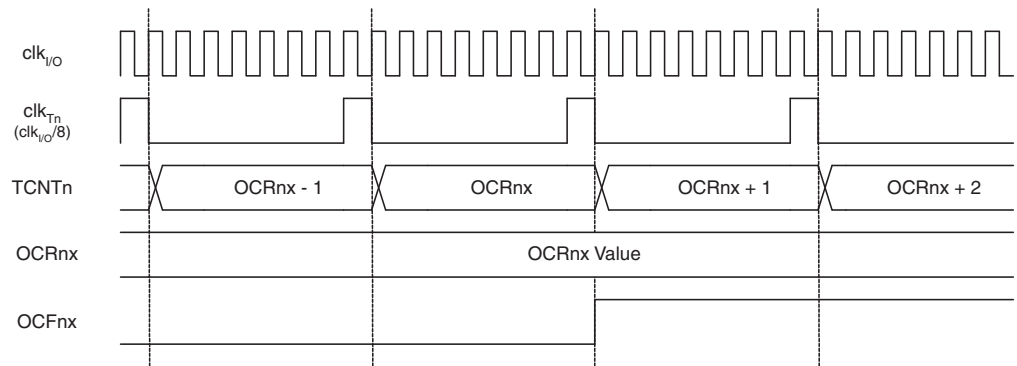 clkI/O
clkTn
(clkI/O/8)
TCNTn
OCRnx - 1
OCRnx
OCRnx + 1
OCRnx + 2
OCRnx
OCRnx Value
OCFnx